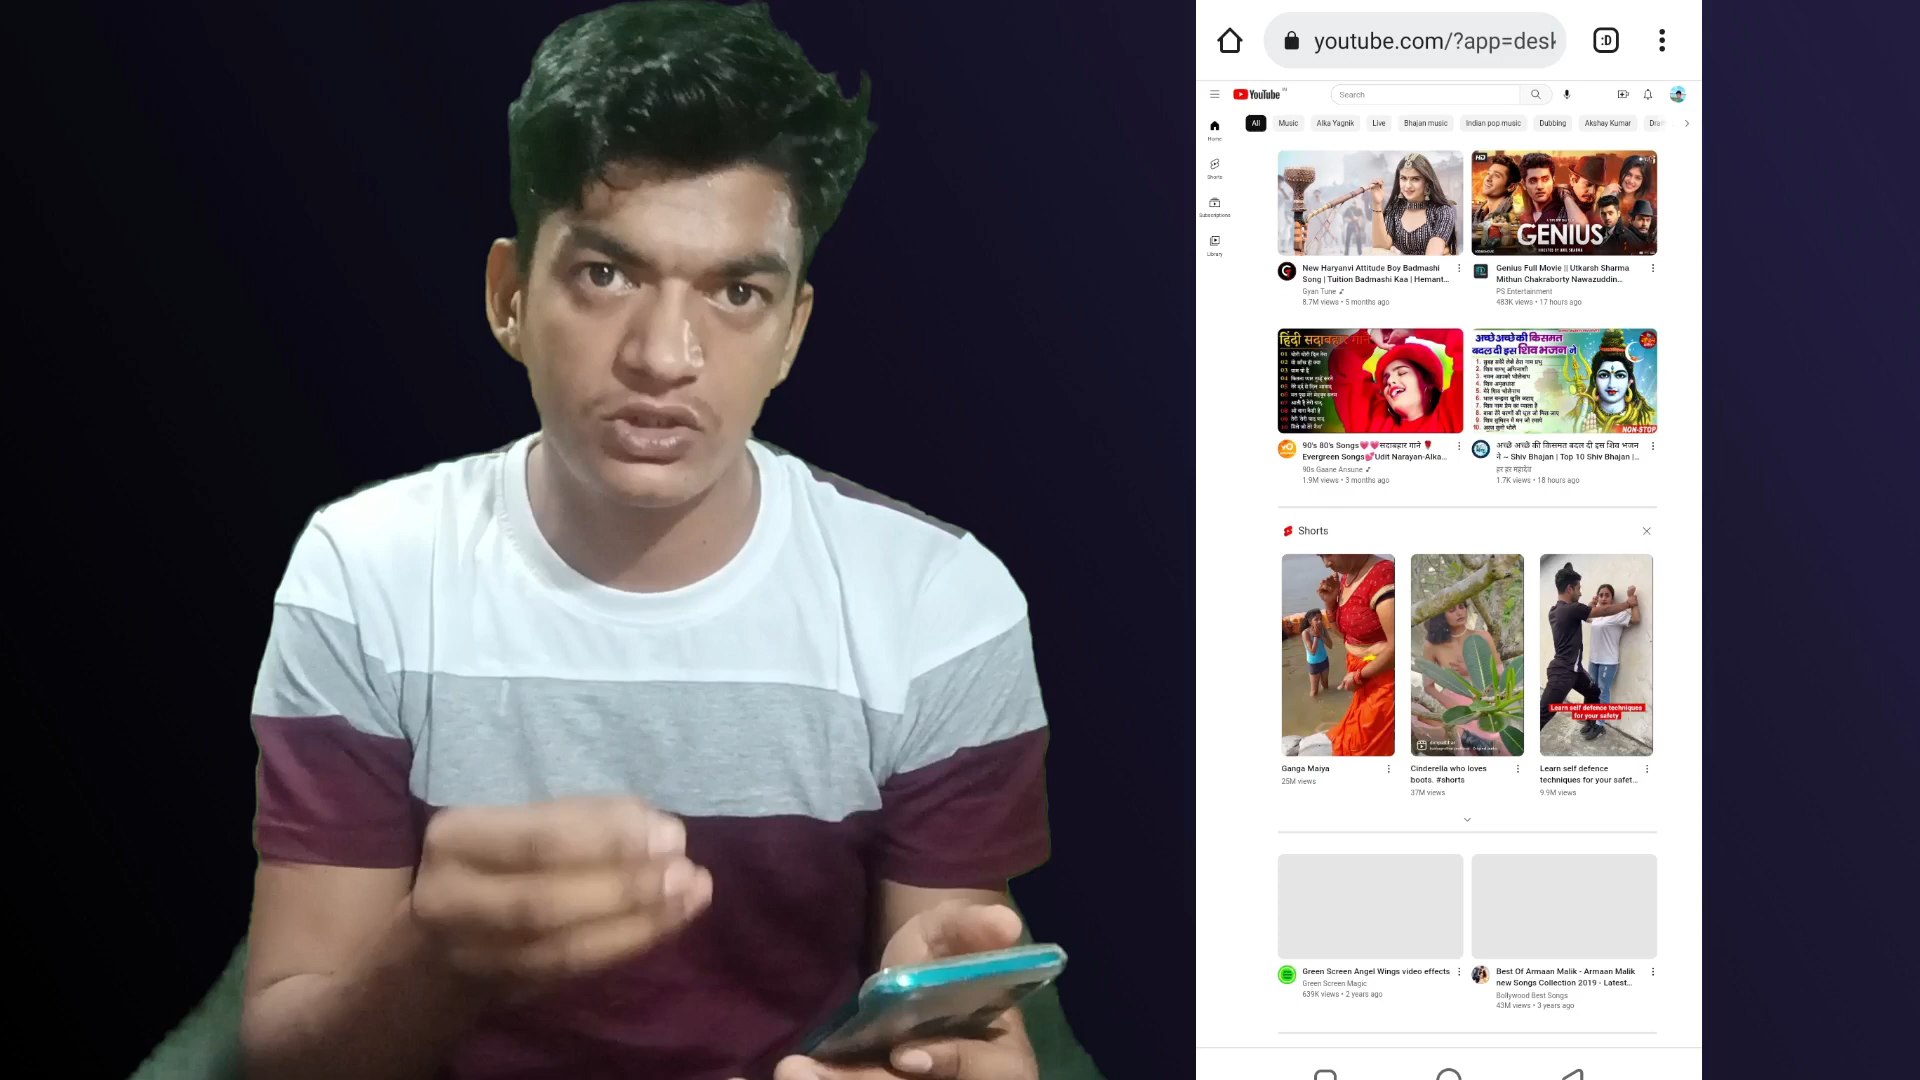 youtube.com/?app=desk
:D
YouTube
IN
Search
All
Music
Alka Yagnik
Live
Bhajan music
Indian pop music
Dubbing
Akshay Kumar
Home
Shorts
Subscriptions
Library
HD
GENIUS
New Haryanvi Attitude Boy Badmashi
Song | Tuition Badmashi Kaa | Hemant...
Gyan Tune
8.7M views • 5 months ago
Genius Full Movie || Utkarsh Sharma
Mithun Chakraborty Nawazuddin...
PS Entertainment
483K views • 17 hours ago
हिंदी सदाबहार गाने
अच्छे अच्छे की किसमत
बदल दी इस शिव भजन ने
NON-STOP
90's 80's Songs💗💗सदाबहार गाने 🌹
Evergreen Songs💕Udit Narayan-Alka...
90s Gaane Ansune
1.9M views • 3 months ago
अच्छे अच्छे की किसमत बदल दी इस शिव भजन
ने ~ Shiv Bhajan | Top 10 Shiv Bhajan |...
हर हर महादेव
1.7K views • 18 hours ago
Shorts
Learn self defence techniques
for your safety
Ganga Maiya
25M views
Cinderella who loves
boots. #shorts
37M views
Learn self defence
techniques for your safet...
9.9M views
Green Screen Angel Wings video effects
Green Screen Magic
639K views • 2 years ago
Best Of Armaan Malik - Armaan Malik
new Songs Collection 2019 - Latest...
Bollywood Best Songs
43M views • 3 years ago